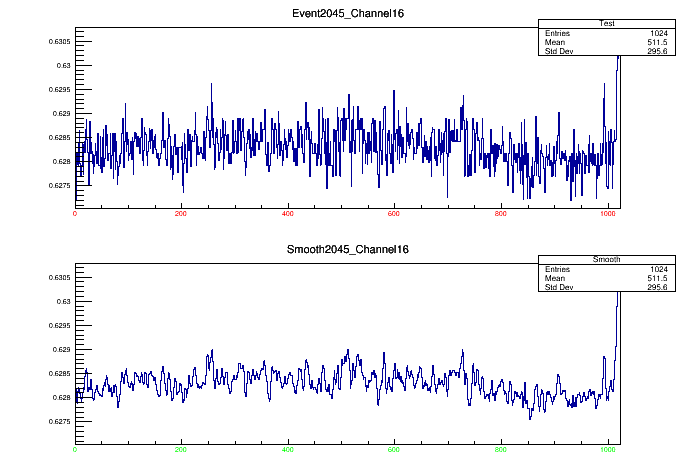 Event2045_Channel16
Test
Entries 1024
Mean 511.5
Std Dev 295.6
0.6305
0.63
0.6295
0.629
0.6285
0.628
0.6275
0 200 400 600 800 1000
Smooth2045_Channel16
Smooth
Entries 1024
Mean 511.5
Std Dev 295.6
0.6305
0.63
0.6295
0.629
0.6285
0.628
0.6275
0 200 400 600 800 1000